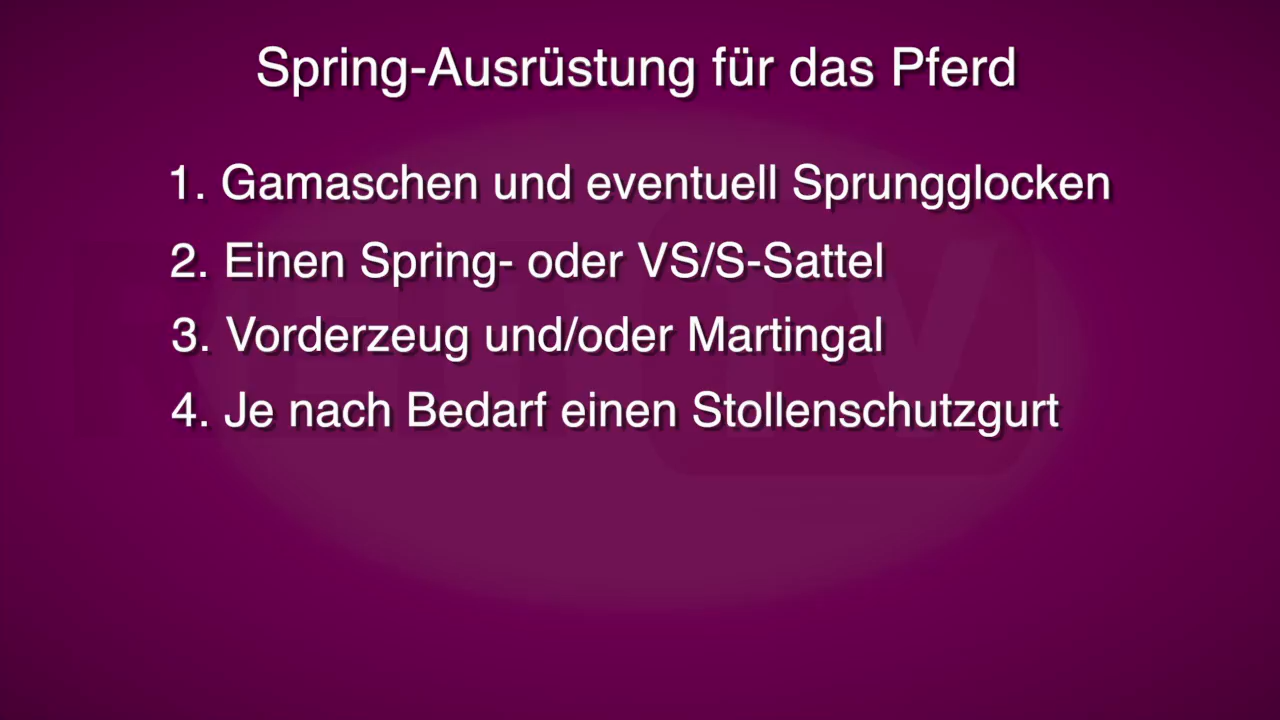 Spring-Ausrüstung für das Pferd
1. Gamaschen und eventuell Sprungglocken
2. Einen Spring- oder VS/S-Sattel
3. Vorderzeug und/oder Martingal
4. Je nach Bedarf einen Stollenschutzgurt